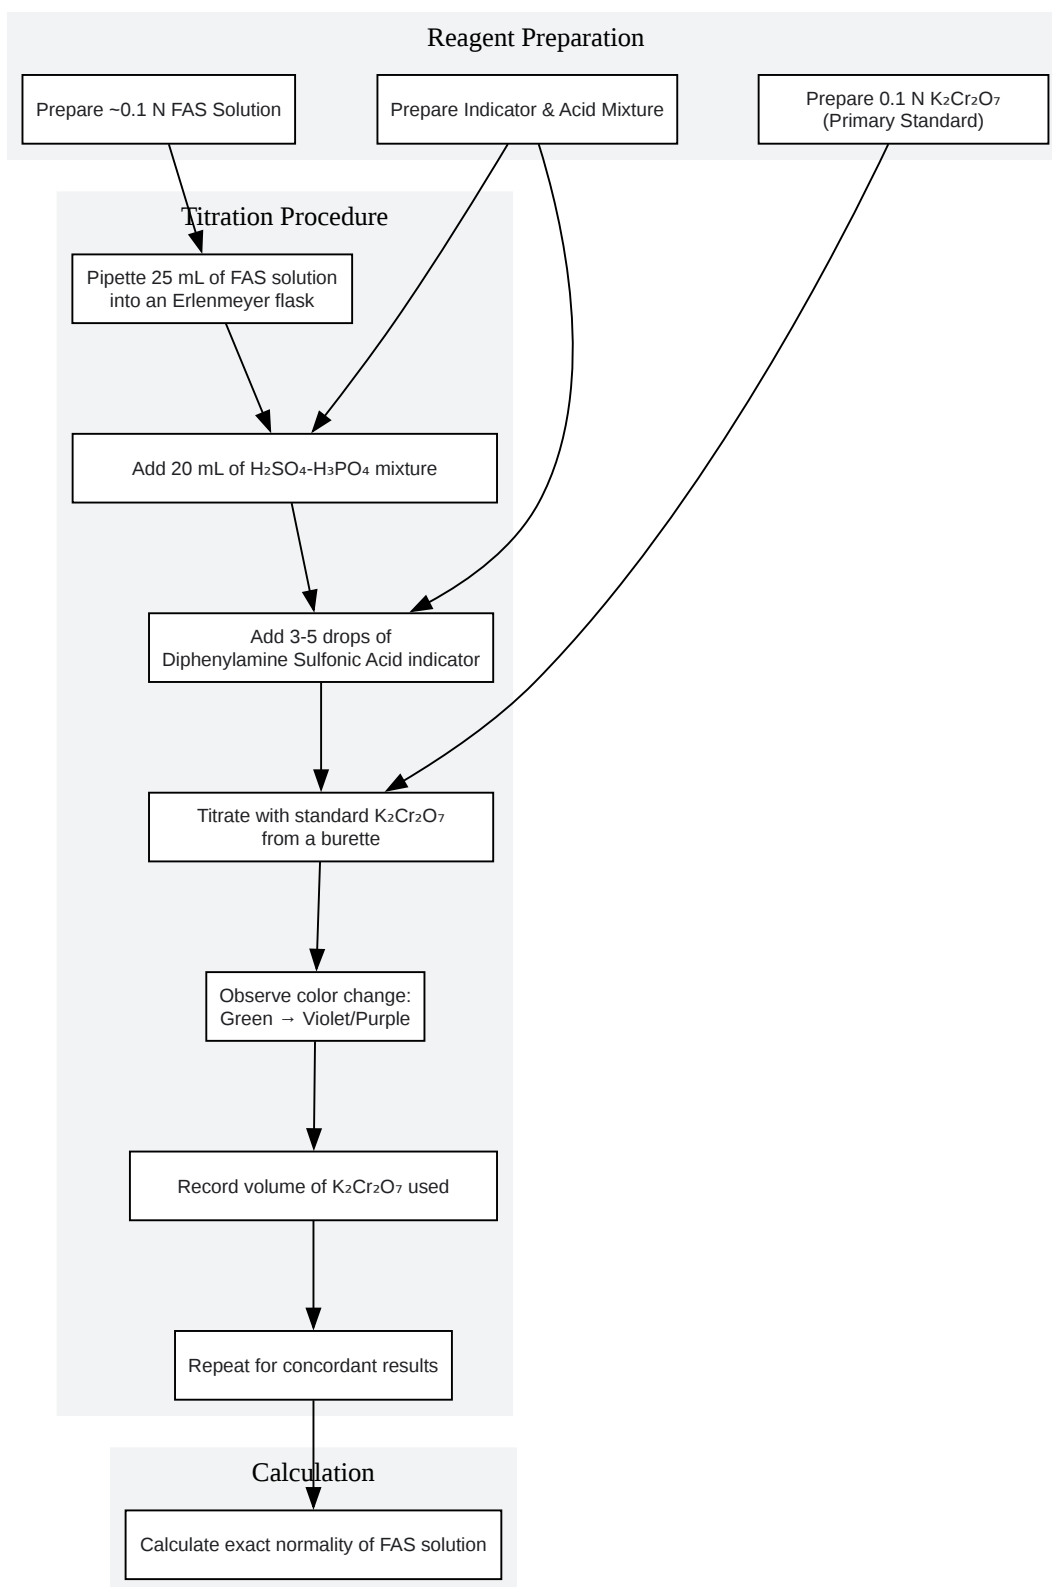 Reagent Preparation
Prepare ~0.1 N FAS Solution
Prepare Indicator & Acid Mixture
Prepare 0.1 N K₂Cr₂O₇
(Primary Standard)
Titration Procedure
Pipette 25 mL of FAS solution
into an Erlenmeyer flask
Add 20 mL of H₂SO₄-H₃PO₄ mixture
Add 3-5 drops of
Diphenylamine Sulfonic Acid indicator
Titrate with standard K₂Cr₂O₇
from a burette
Observe color change:
Green → Violet/Purple
Record volume of K₂Cr₂O₇ used
Repeat for concordant results
Calculation
Calculate exact normality of FAS solution